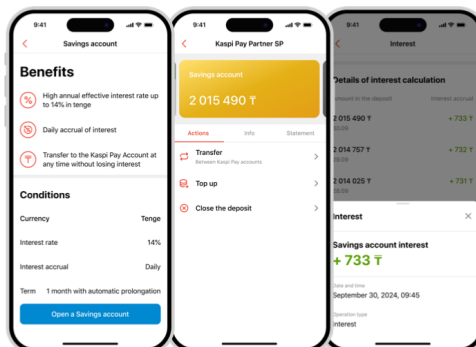 9:41
Savings account
Benefits
High annual effective interest rate up
to 14% in tenge
Daily accrual of interest
Transfer to the Kaspi Pay Account at
any time without losing interest
Conditions
Currency Tenge
Interest rate 14%
Interest accrual Daily
Term 1 month with automatic prolongation
Open a Savings account
9:41
Kaspi Pay Partner SP
Savings account
2 015 490 ₸
Actions Info Statement
Transfer
Between Kaspi Pay accounts
Top up
Close the deposit
9:41
Interest
Details of interest calculation
Amount in the deposit Interest accrual
2 015 490 ₸ + 733 ₸
30.09
2 014 757 ₸ + 732 ₸
2 014 025 ₸ + 731 ₸
Interest
Savings account interest
+ 733 ₸
Date and time
September 30, 2024, 09:45
Operation type
Interest